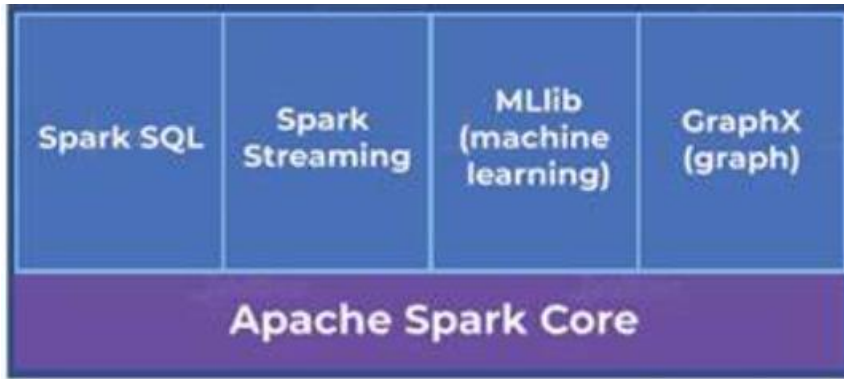 Spark SQL
Spark
Streaming
MLlib
(machine
learning)
GraphX
(graph)
Apache Spark Core